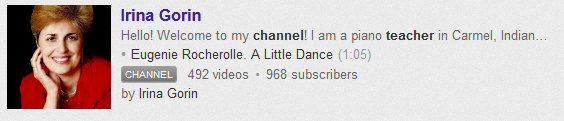 Irina Gorin
Hello! Welcome to my channel! I am a piano teacher in Carmel, Indian...
• Eugenie Rocherolle. A Little Dance (1:05)
CHANNEL 492 videos • 968 subscribers
by Irina Gorin